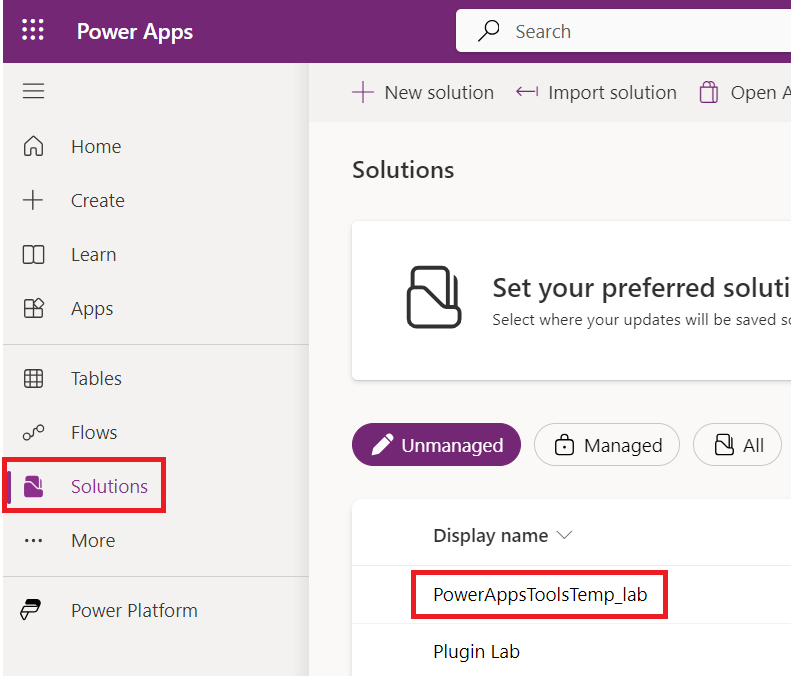 Power Apps
Search
New solution
Import solution
Open A
Home
Create
Learn
Apps
Tables
Flows
Solutions
More
Power Platform
Solutions
Set your preferred soluti
Select where your updates will be saved so
Unmanaged
Managed
All
Display name
PowerAppsToolsTemp_lab
Plugin Lab